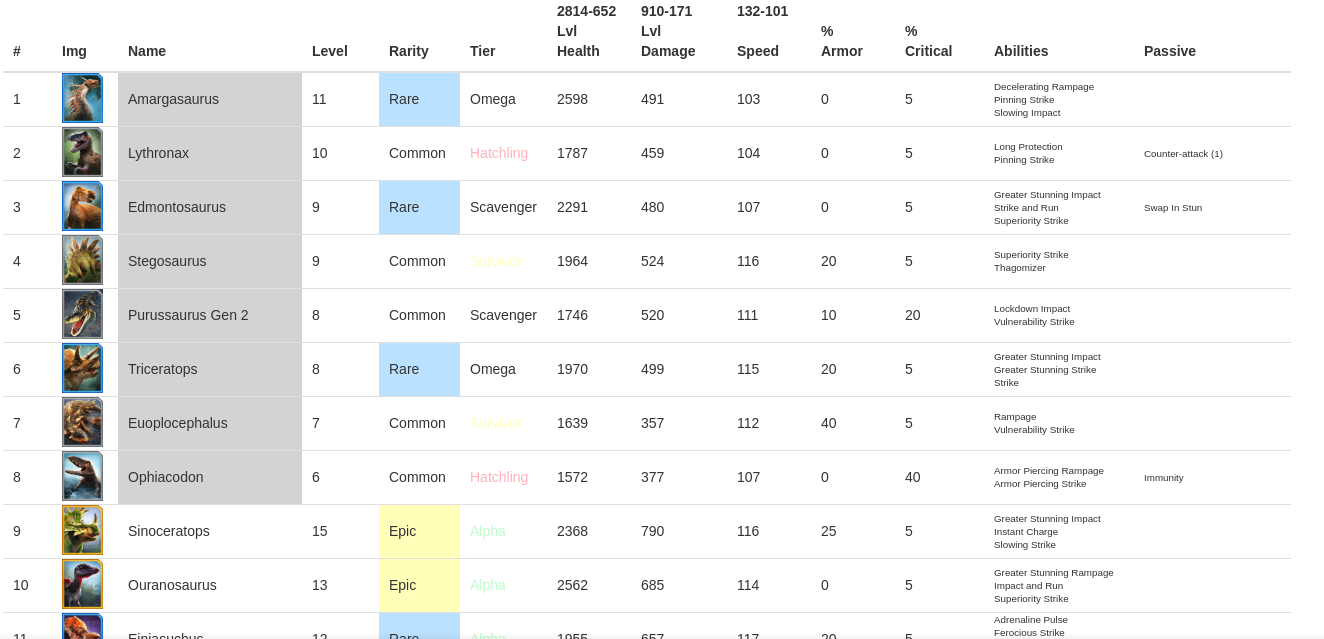 # Img Name Level Rarity Tier 2814-652 Lvl Health 910-171 Lvl Damage 132-101 Speed % Armor % Critical Abilities Passive
1 Amargasaurus 11 Rare Omega 2598 491 103 0 5 Decelerating Rampage
Pinning Strike
Slowing Impact
2 Lythronax 10 Common Hatchling 1787 459 104 0 5 Long Protection
Pinning Strike
Counter-attack (1)
3 Edmontosaurus 9 Rare Scavenger 2291 480 107 0 5 Greater Stunning Impact
Strike and Run
Superiority Strike
Swap In Stun
4 Stegosaurus 9 Common Survivor 1964 524 116 20 5 Superiority Strike
Thagomizer
5 Purussaurus Gen 2 8 Common Scavenger 1746 520 111 10 20 Lockdown Impact
Vulnerability Strike
6 Triceratops 8 Rare Omega 1970 499 115 20 5 Greater Stunning Impact
Greater Stunning Strike
Strike
7 Euoplocephalus 7 Common Survivor 1639 357 112 40 5 Rampage
Vulnerability Strike
8 Ophiacodon 6 Common Hatchling 1572 377 107 0 40 Armor Piercing Rampage
Armor Piercing Strike
Immunity
9 Sinoceratops 15 Epic Alpha 2368 790 116 25 5 Greater Stunning Impact
Instant Charge
Slowing Strike
10 Ouranosaurus 13 Epic Alpha 2562 685 114 0 5 Greater Stunning Rampage
Impact and Run
Superiority Strike
11 Einiasuchus 12 Rare Alpha 1955 657 117 20 5 Adrenaline Pulse
Ferocious Strike